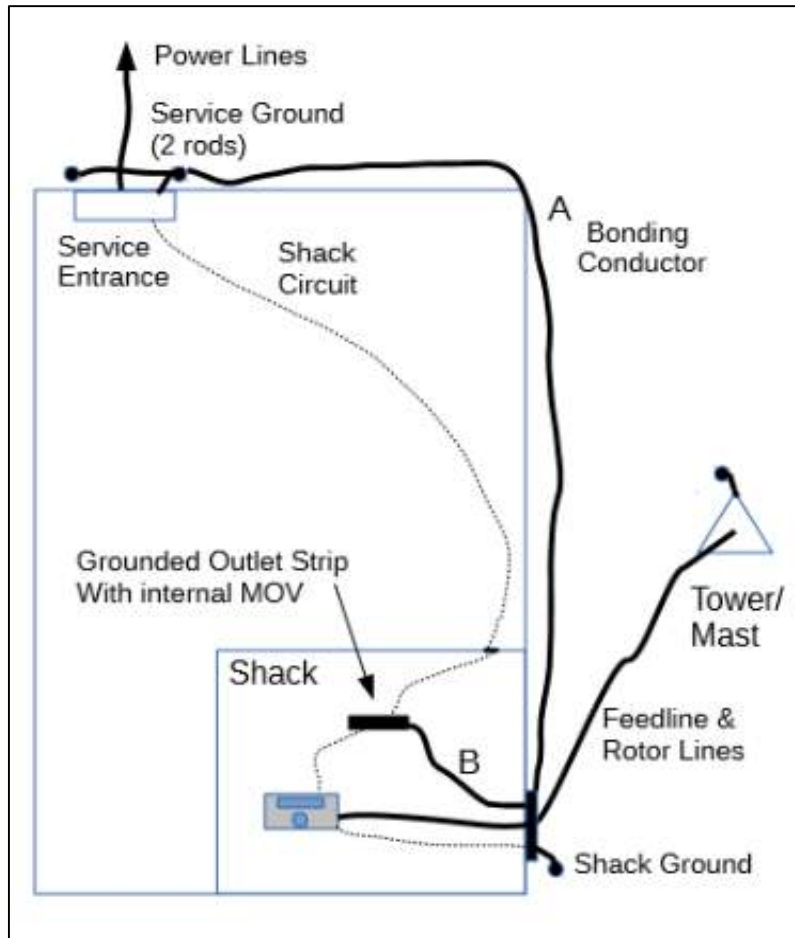 Power Lines
Service Ground
(2 rods)
A
Bonding
Conductor
Service
Entrance
Shack
Circuit
Grounded Outlet Strip
With internal MOV
Tower/
Mast
Shack
B
Feedline &
Rotor Lines
Shack Ground